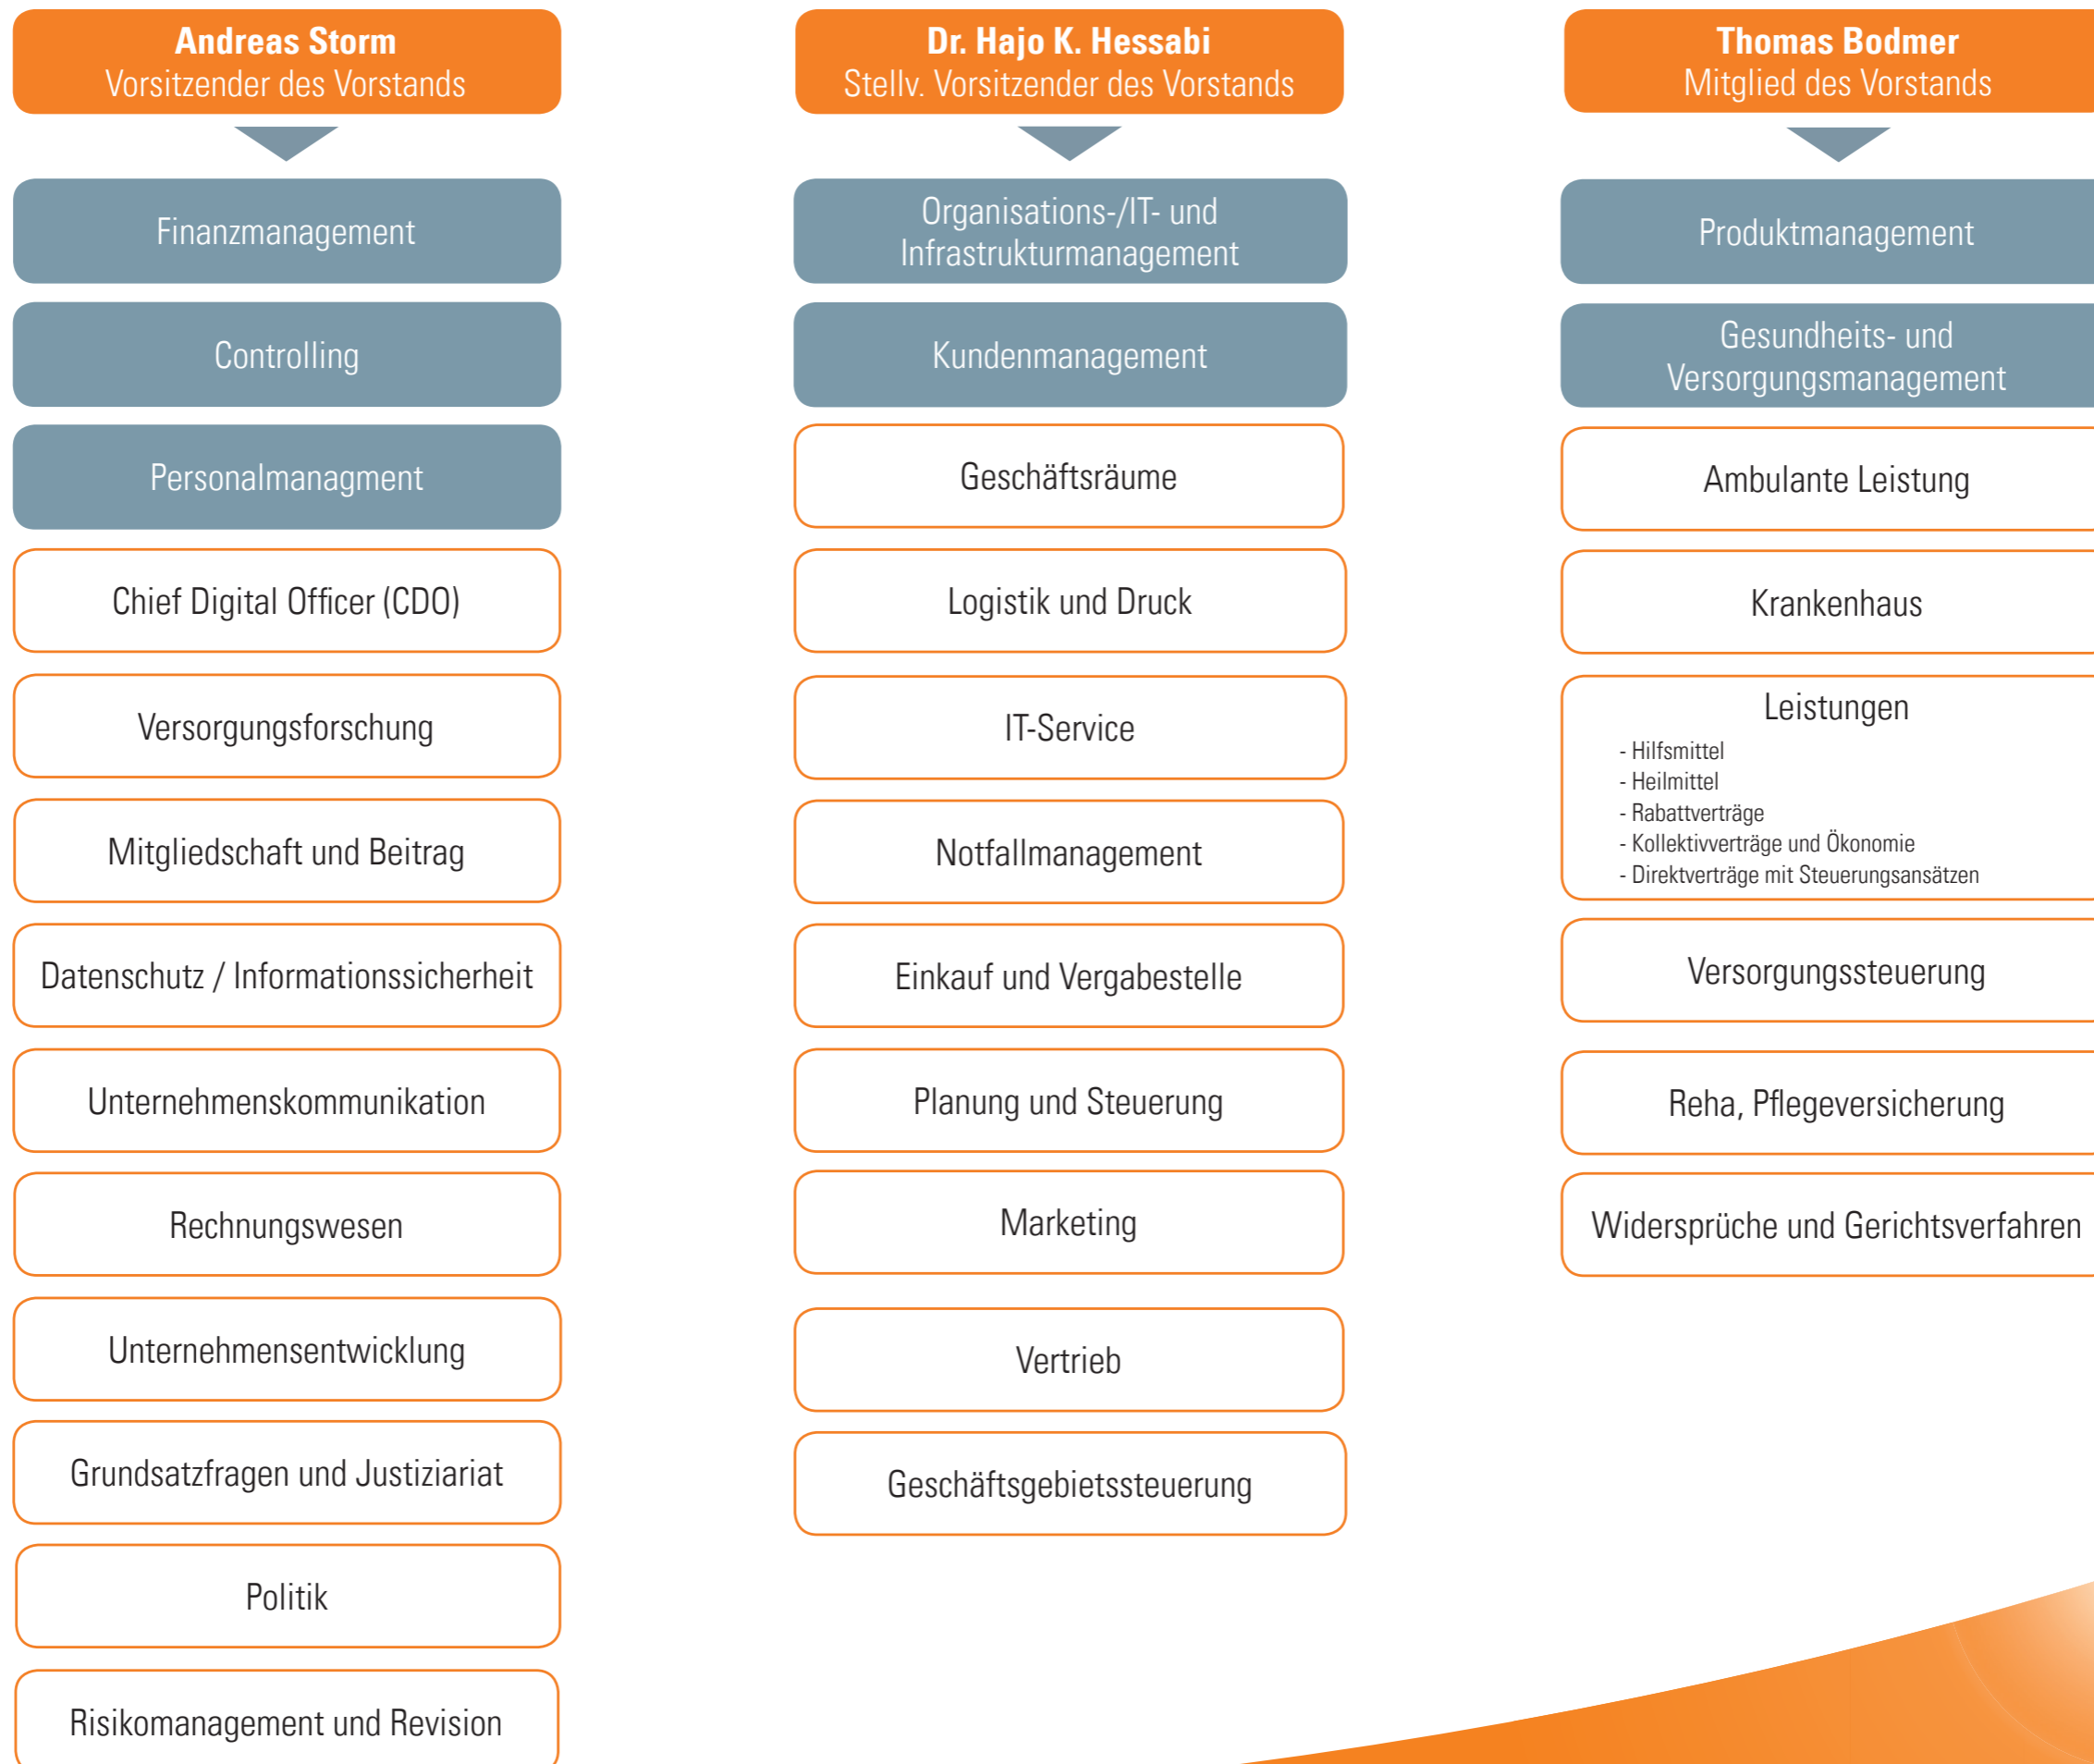 Andreas Storm
Vorsitzender des Vorstands
Finanzmanagement
Controlling
Personalmanagment
Chief Digital Officer (CDO)
Versorgungsforschung
Mitgliedschaft und Beitrag
Datenschutz / Informationssicherheit
Unternehmenskommunikation
Rechnungswesen
Unternehmensentwicklung
Grundsatzfragen und Justiziariat
Politik
Risikomanagement und Revision
Dr. Hajo K. Hessabi
Stellv. Vorsitzender des Vorstands
Organisations-/IT- und
Infrastrukturmanagement
Kundenmanagement
Geschäftsräume
Logistik und Druck
IT-Service
Notfallmanagement
Einkauf und Vergabestelle
Planung und Steuerung
Marketing
Vertrieb
Geschäftsgebietssteuerung
Thomas Bodmer
Mitglied des Vorstands
Produktmanagement
Gesundheits- und
Versorgungsmanagement
Ambulante Leistung
Krankenhaus
Leistungen
- Hilfsmittel
- Heilmittel
- Rabattverträge
- Kollektivverträge und Ökonomie
- Direktverträge mit Steuerungsansätzen
Versorgungssteuerung
Reha, Pflegeversicherung
Widersprüche und Gerichtsverfahren